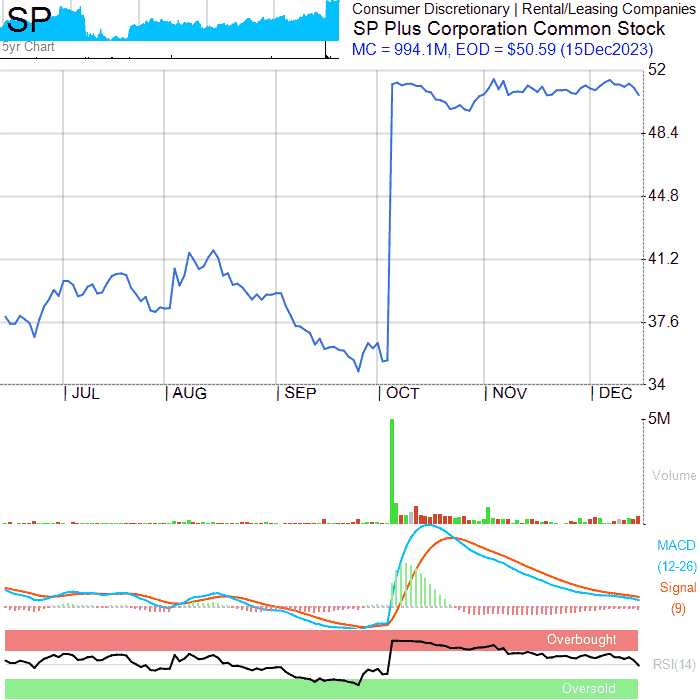 SP
5yr Chart
Consumer Discretionary | Rental/Leasing Companies
SP Plus Corporation Common Stock
MC = 994.1M, EOD = $50.59 (15Dec2023)
52
48.4
44.8
41.2
37.6
34
JUL AUG SEP OCT NOV DEC
5M
Volume
MACD
(12-26)
Signal
(9)
Overbought
RSI(14)
Oversold